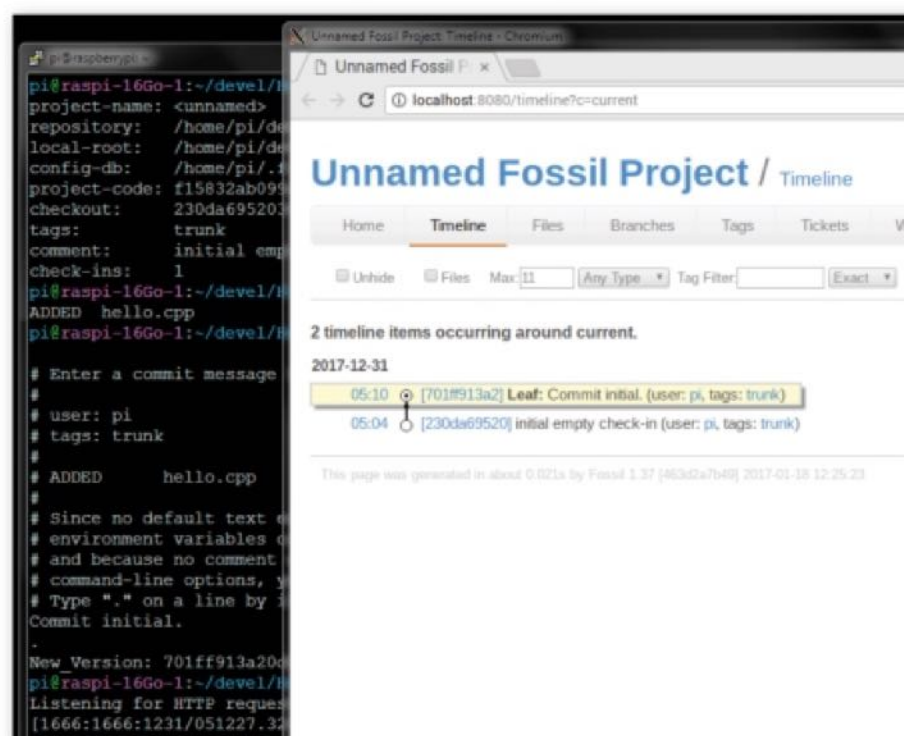 Unnamed Fossil Project: Timeline - Chromium
pi@raspberrypi: ~
pi@raspi-16Go-1:~/devel/
project-name: <unnamed>
repository: /home/pi/de
local-root: /home/pi/de
config-db: /home/pi/.f
project-code: f15832ab099
checkout: 230da695203
tags: trunk
comment: initial emp
check-ins: 1
pi@raspi-16Go-1:~/devel/
ADDED hello.cpp
pi@raspi-16Go-1:~/devel/
# Enter a commit message
#
# user: pi
# tags: trunk
#
# ADDED hello.cpp
#
# Since no default text e
# environment variables o
# and because no comment
# command-line options, y
# Type "." on a line by i
Commit initial.
.
New_Version: 701ff913a20d
pi@raspi-16Go-1:~/devel/
Listening for HTTP reques
[1666:1666:1231/051227.32
Unnamed Fossil P ×
localhost:8080/timeline?c=current
Unnamed Fossil Project / Timeline
Home Timeline Files Branches Tags Tickets W
Unhide Files Max: 11 Any Type Tag Filter: Exact
2 timeline items occurring around current.
2017-12-31
05:10 [701ff913a2] Leaf: Commit initial. (user: pi, tags: trunk)
05:04 [230da69520] initial empty check-in (user: pi, tags: trunk)
This page was generated in about 0.021s by Fossil 1.37 [463d2a7b49] 2017-01-18 12:25:23